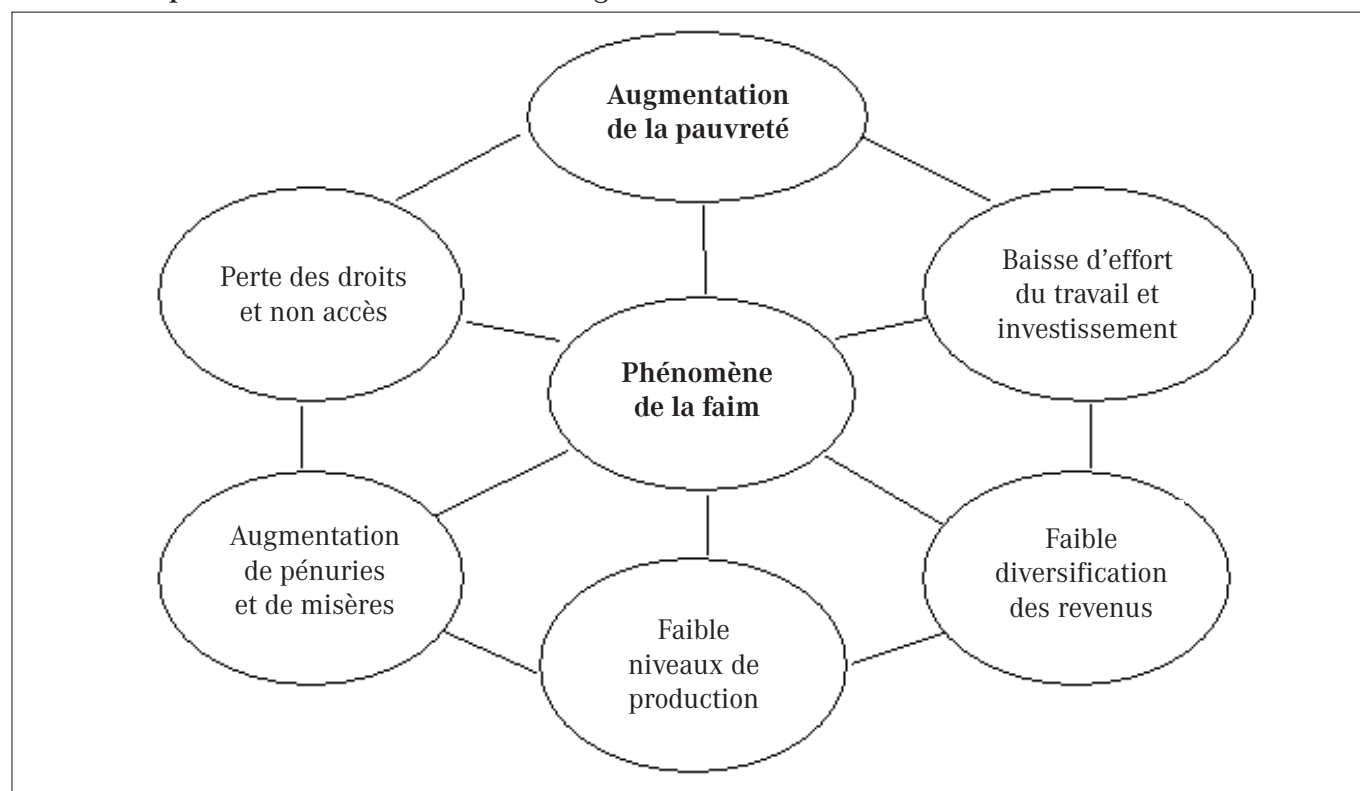 Augmentation
de la pauvreté
Perte des droits
et non accès
Baisse d’effort
du travail et
investissement
Phénomène
de la faim
Augmentation
de pénuries
et de misères
Faible
niveaux de
production
Faible
diversification
des revenus